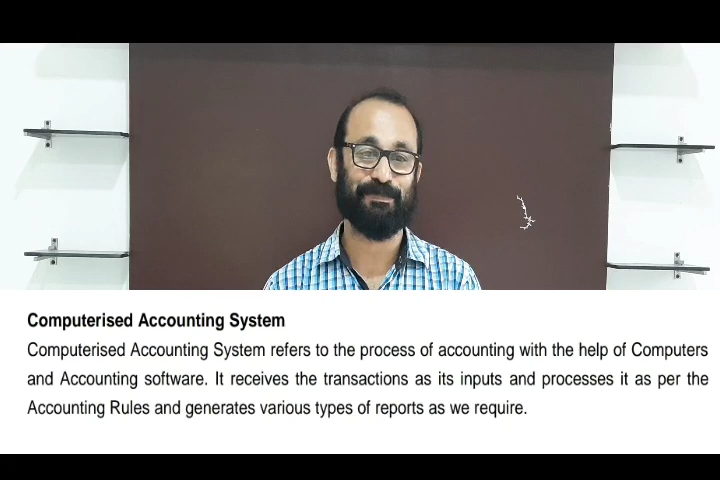 Computerised Accounting System
Computerised Accounting System refers to the process of accounting with the help of Computers
and Accounting software. It receives the transactions as its inputs and processes it as per the
Accounting Rules and generates various types of reports as we require.